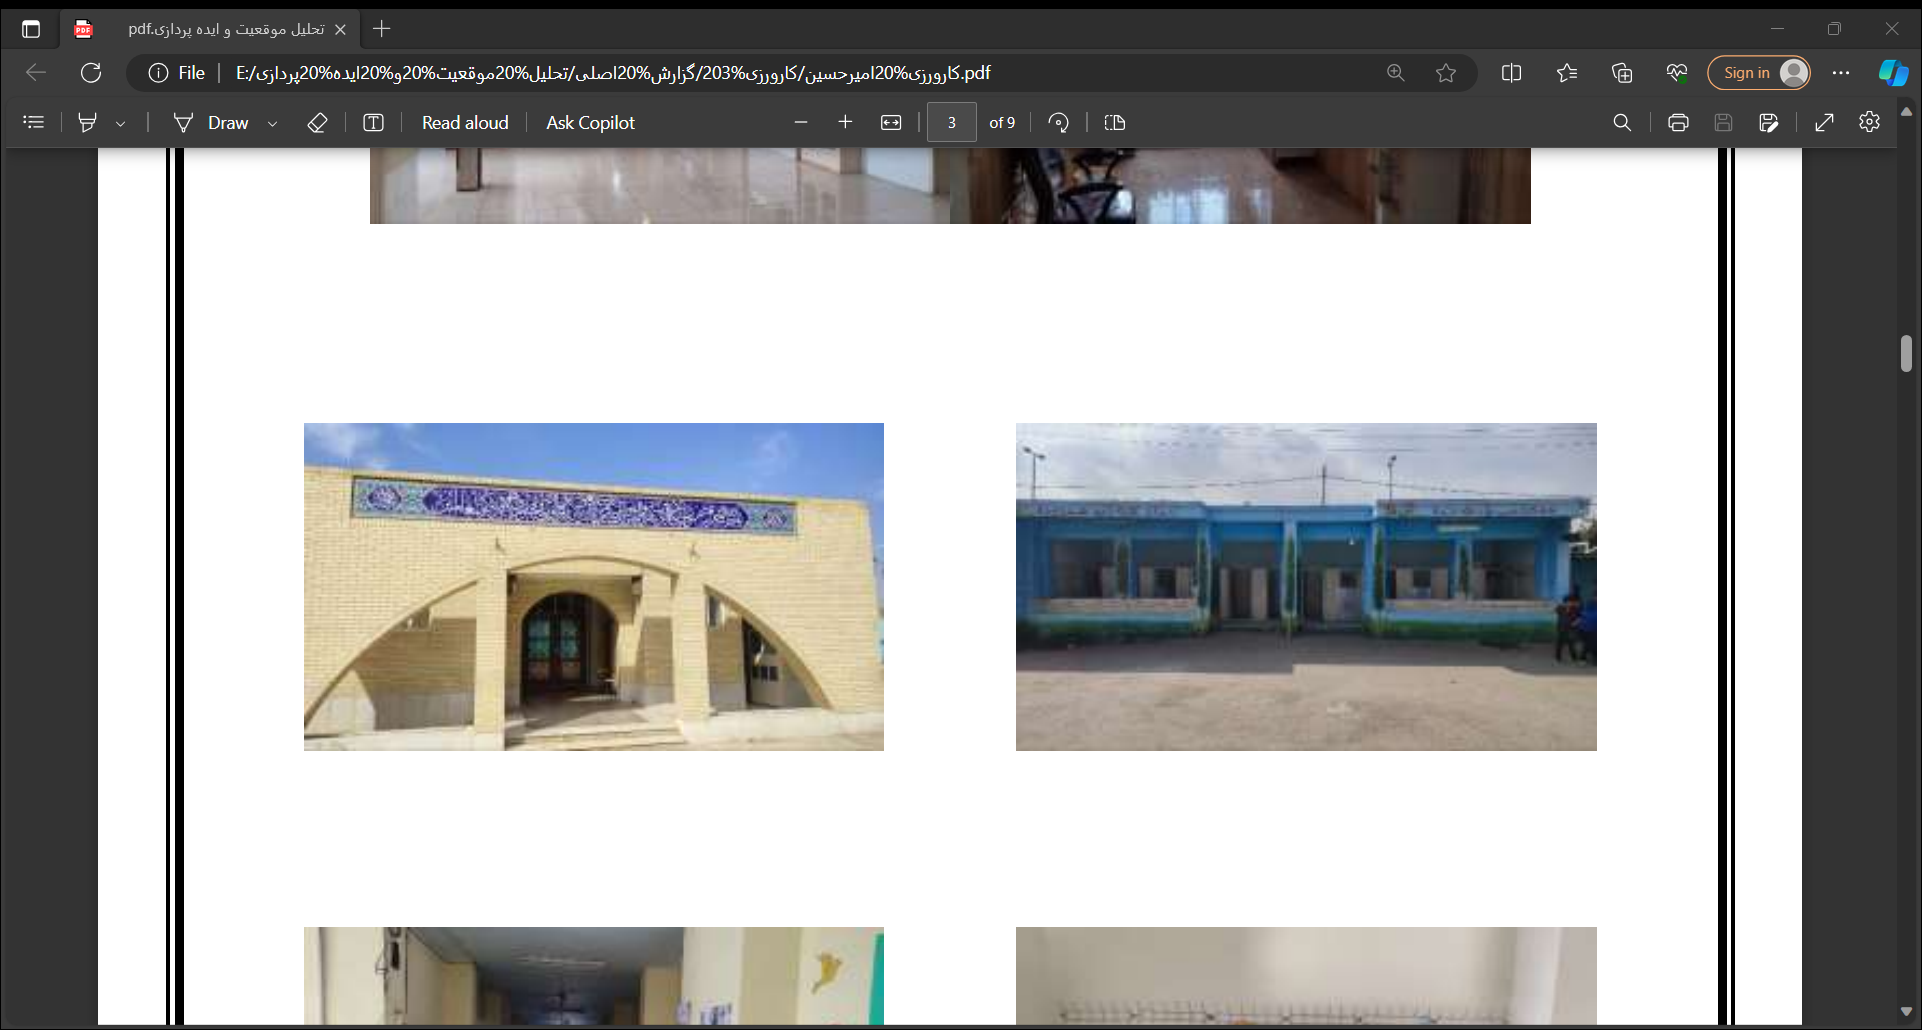 تحلیل موقعیت و ایده پردازی.pdf
File
E:/کارورزی%20امیرحسین/کارورزی%203/گزارش%20اصلی/تحلیل%20موقعیت%20و%20ایده%20پردازی.pdf
Sign in
Draw
Read aloud
Ask Copilot
3
of 9
PDF